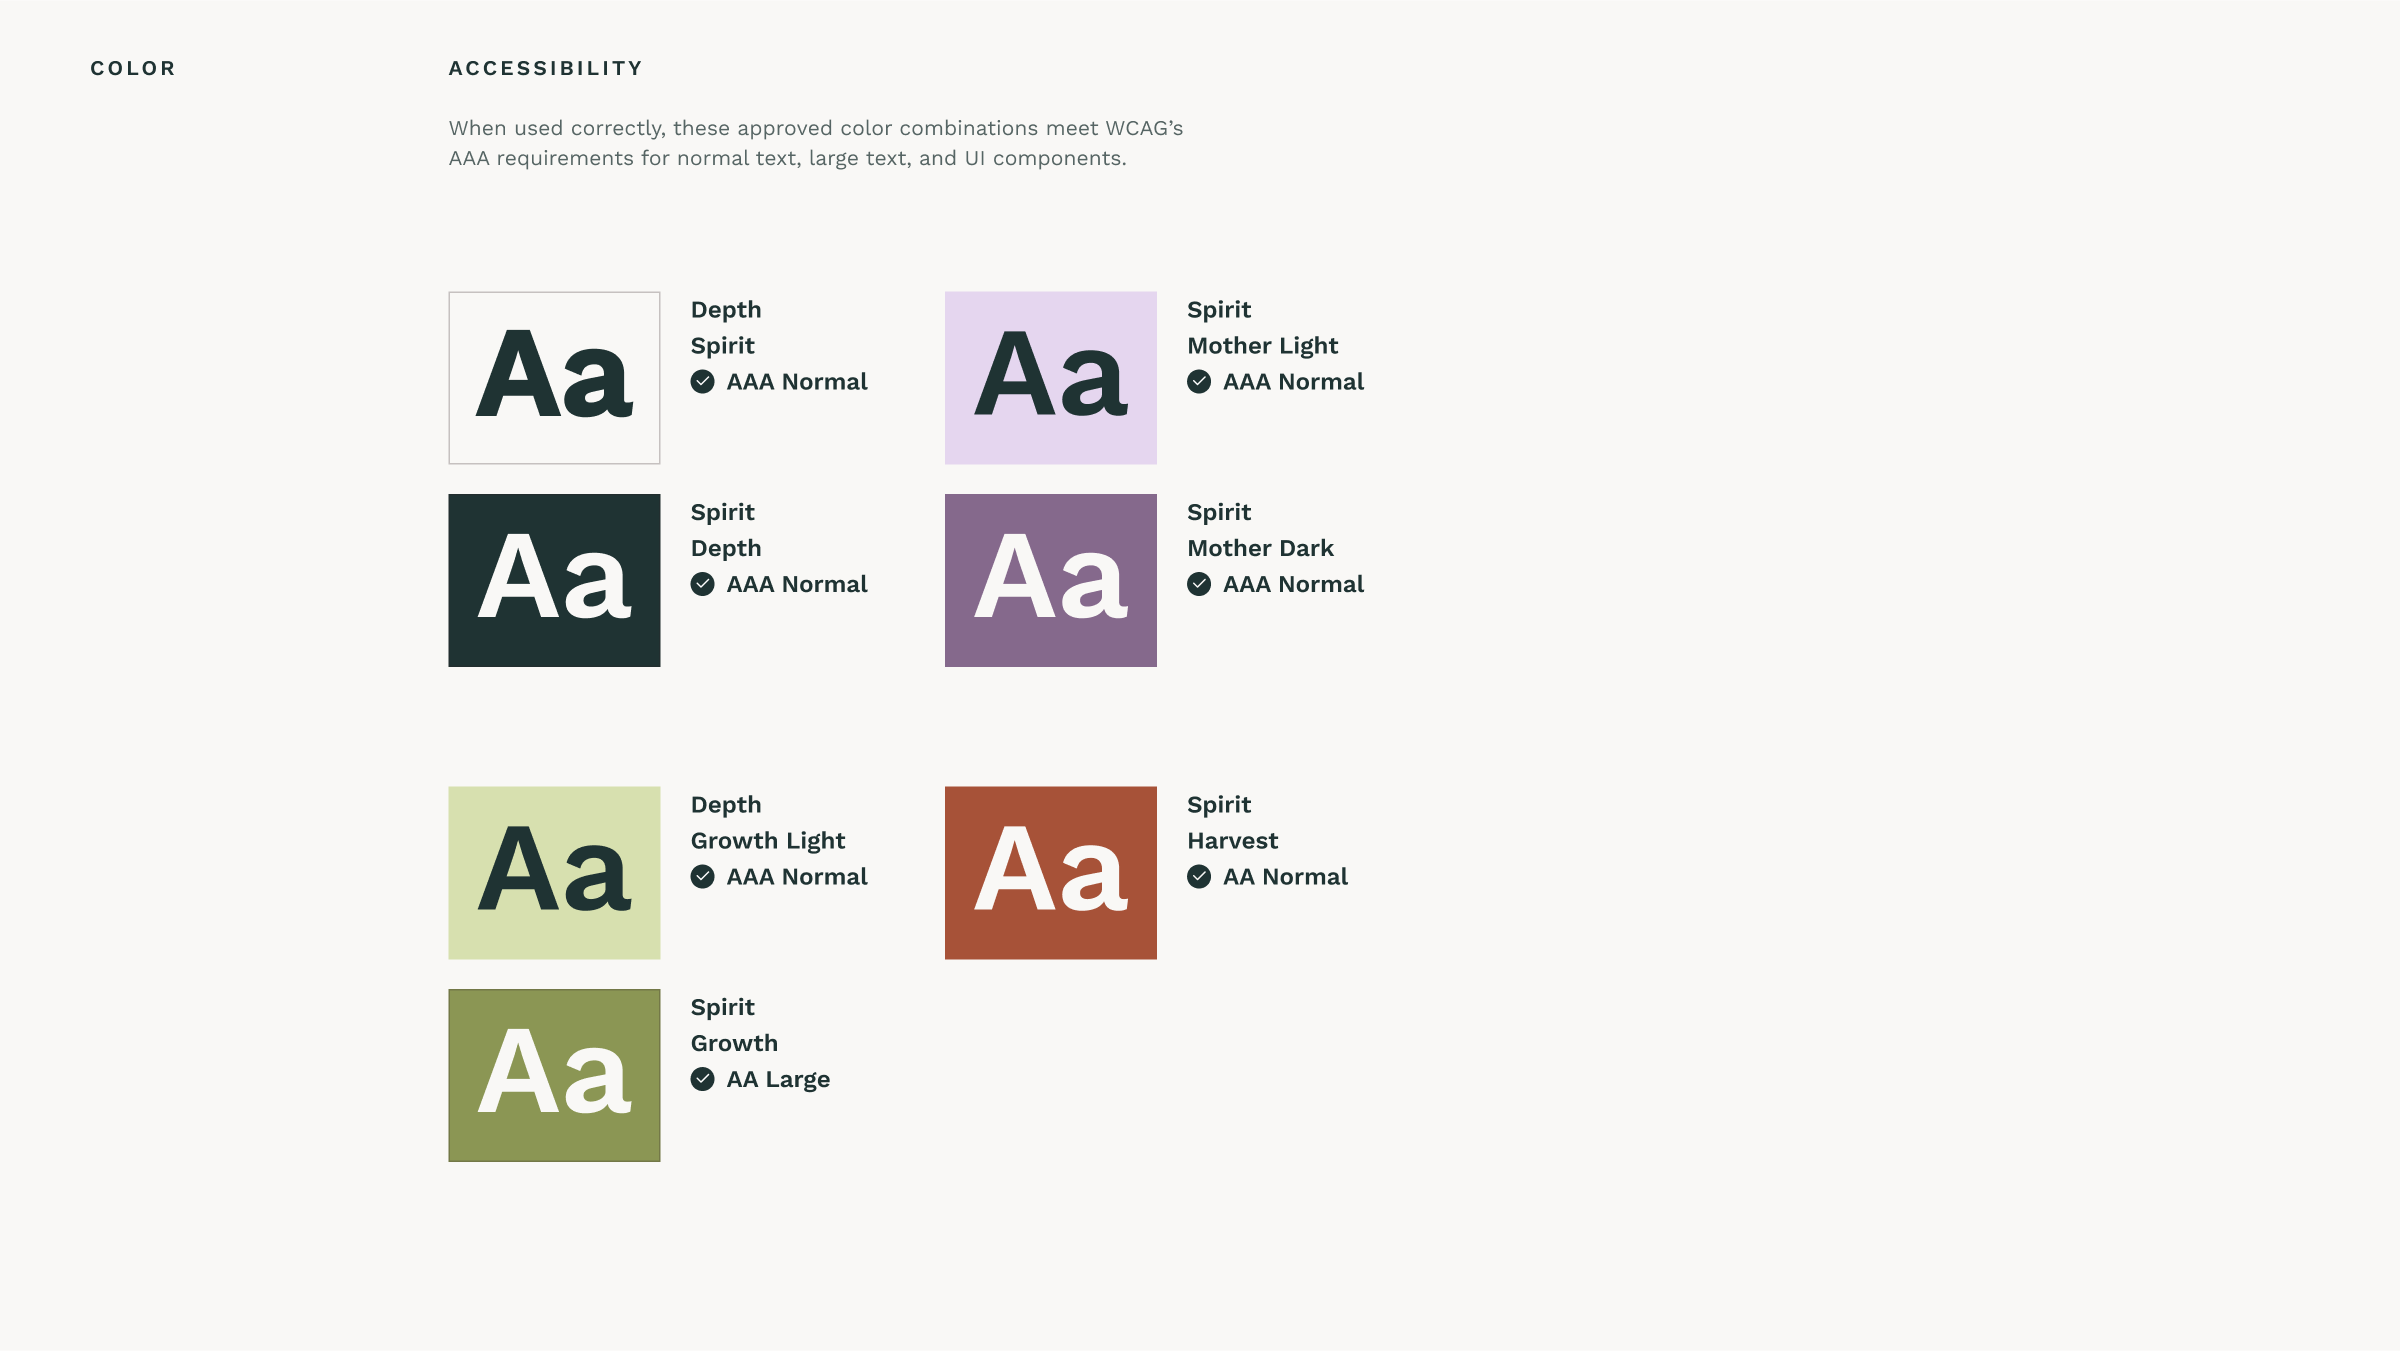 COLOR
ACCESSIBILITY
When used correctly, these approved color combinations meet WCAG’s
AAA requirements for normal text, large text, and UI components.
Aa
Depth
Spirit
AAA Normal
Aa
Spirit
Mother Light
AAA Normal
Aa
Spirit
Depth
AAA Normal
Aa
Spirit
Mother Dark
AAA Normal
Aa
Depth
Growth Light
AAA Normal
Aa
Spirit
Harvest
AA Normal
Aa
Spirit
Growth
AA Large